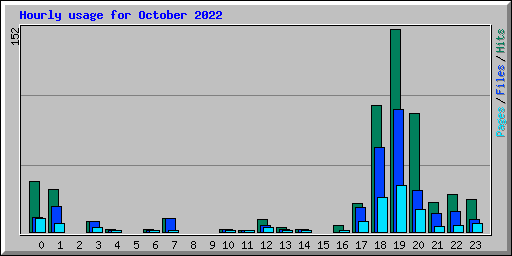 Hourly usage for October 2022
152
Pages/Files/Hits
0 1 2 3 4 5 6 7 8 9 10 11 12 13 14 15 16 17 18 19 20 21 22 23